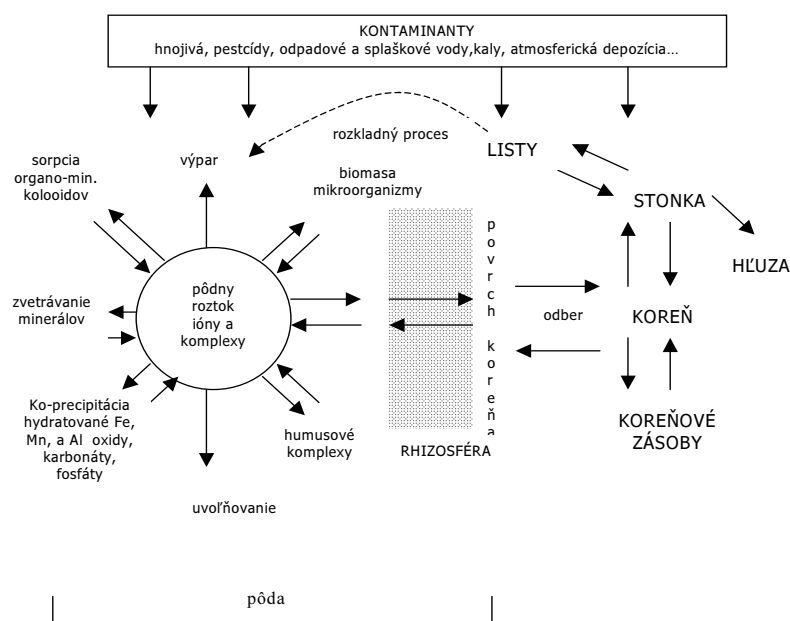 KONTAMINANTY
hnojivá, pestcídy, odpadové a splaškové vody,kaly, atmosferická depozícia...
rozkladný proces
LISTY
sorpcia
organo-min.
kolooidov
výpar
biomasa
mikroorganizmy
STONKA
HĽUZA
povrch koreňa
zvetrávanie
minerálov
pôdny
roztok
ióny a
komplexy
odber
KOREŇ
Ko-precipitácia
hydratované Fe,
Mn, a Al oxidy,
karbonáty,
fosfáty
humusové
komplexy
RHIZOSFÉRA
KOREŇOVÉ
ZÁSOBY
uvoľňovanie
pôda